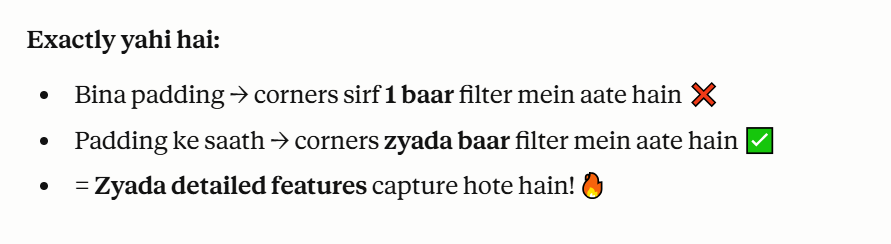 Exactly yahi hai:
• Bina padding → corners sirf 1 baar filter mein aate hain ❌
• Padding ke saath → corners zyada baar filter mein aate hain ✅
• = Zyada detailed features capture hote hain! 🔥